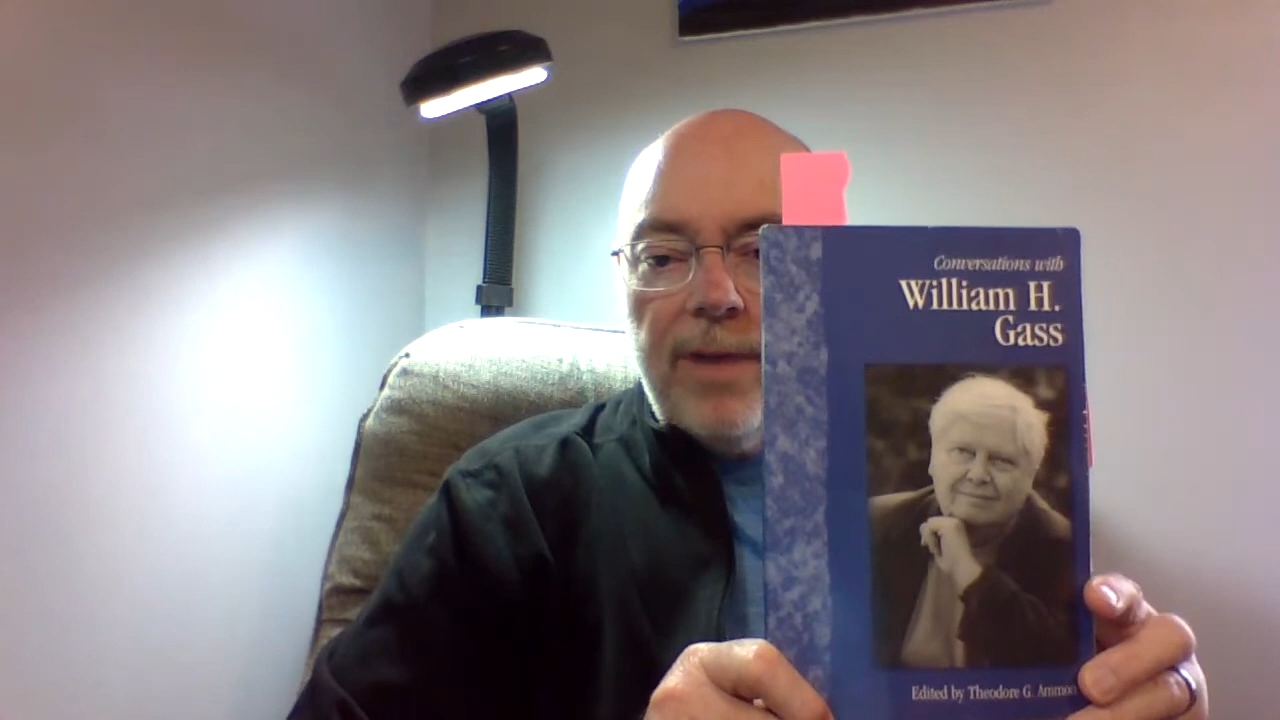 Conversations with
William H.
Gass
Edited by Theodore G. Ammon